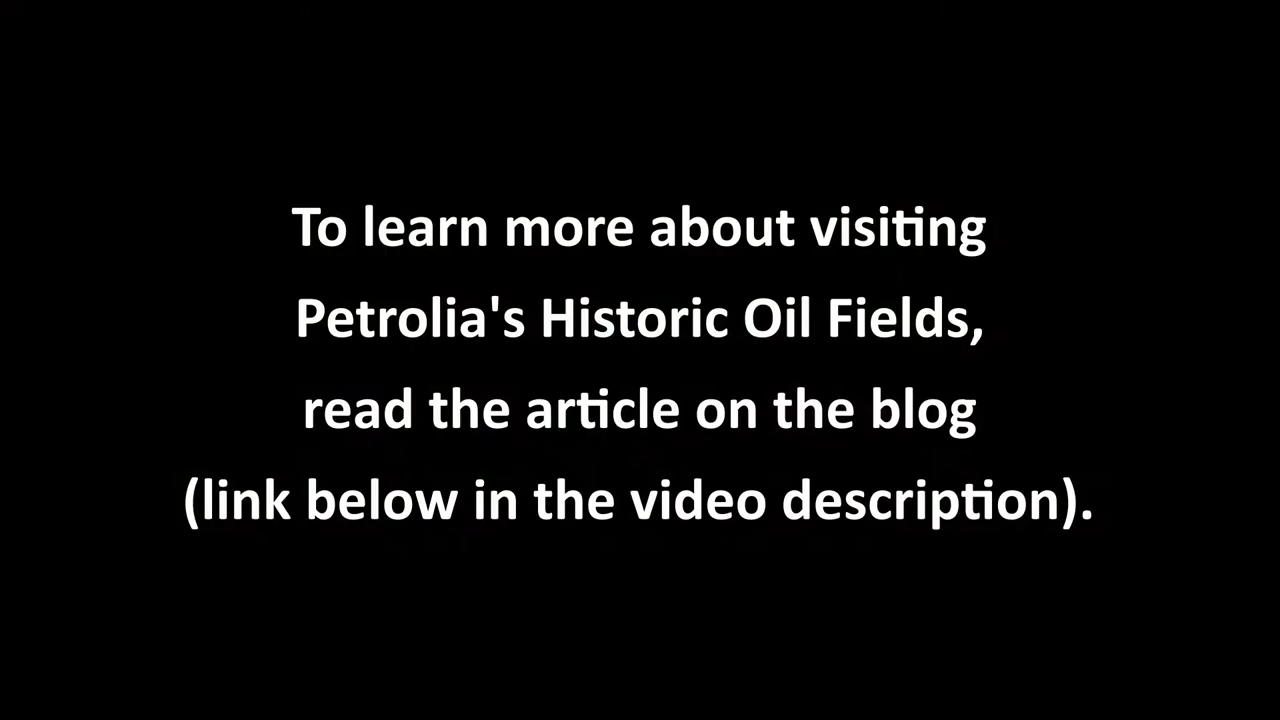 To learn more about visiting
Petrolia's Historic Oil Fields,
read the article on the blog
(link below in the video description).